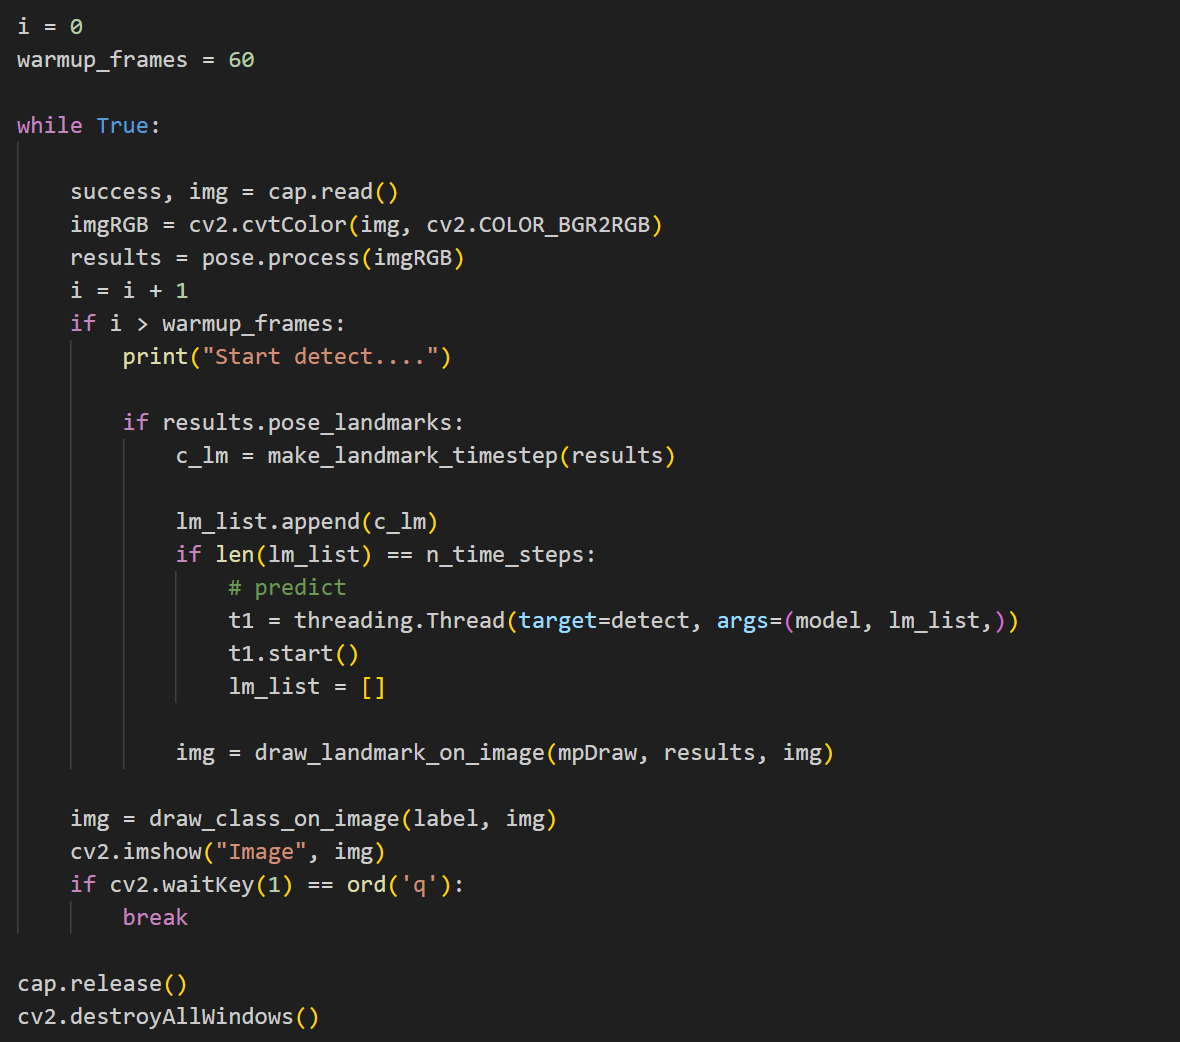 i = 0
warmup_frames = 60
while True:
success, img = cap.read()
imgRGB = cv2.cvtColor(img, cv2.COLOR_BGR2RGB)
results = pose.process(imgRGB)
i = i + 1
if i > warmup_frames:
print("Start detect....")
if results.pose_landmarks:
c_lm = make_landmark_timestep(results)
lm_list.append(c_lm)
if len(lm_list) == n_time_steps:
# predict
t1 = threading.Thread(target=detect, args=(model, lm_list,))
t1.start()
lm_list = []
img = draw_landmark_on_image(mpDraw, results, img)
img = draw_class_on_image(label, img)
cv2.imshow("Image", img)
if cv2.waitKey(1) == ord('q'):
break
cap.release()
cv2.destroyAllWindows()